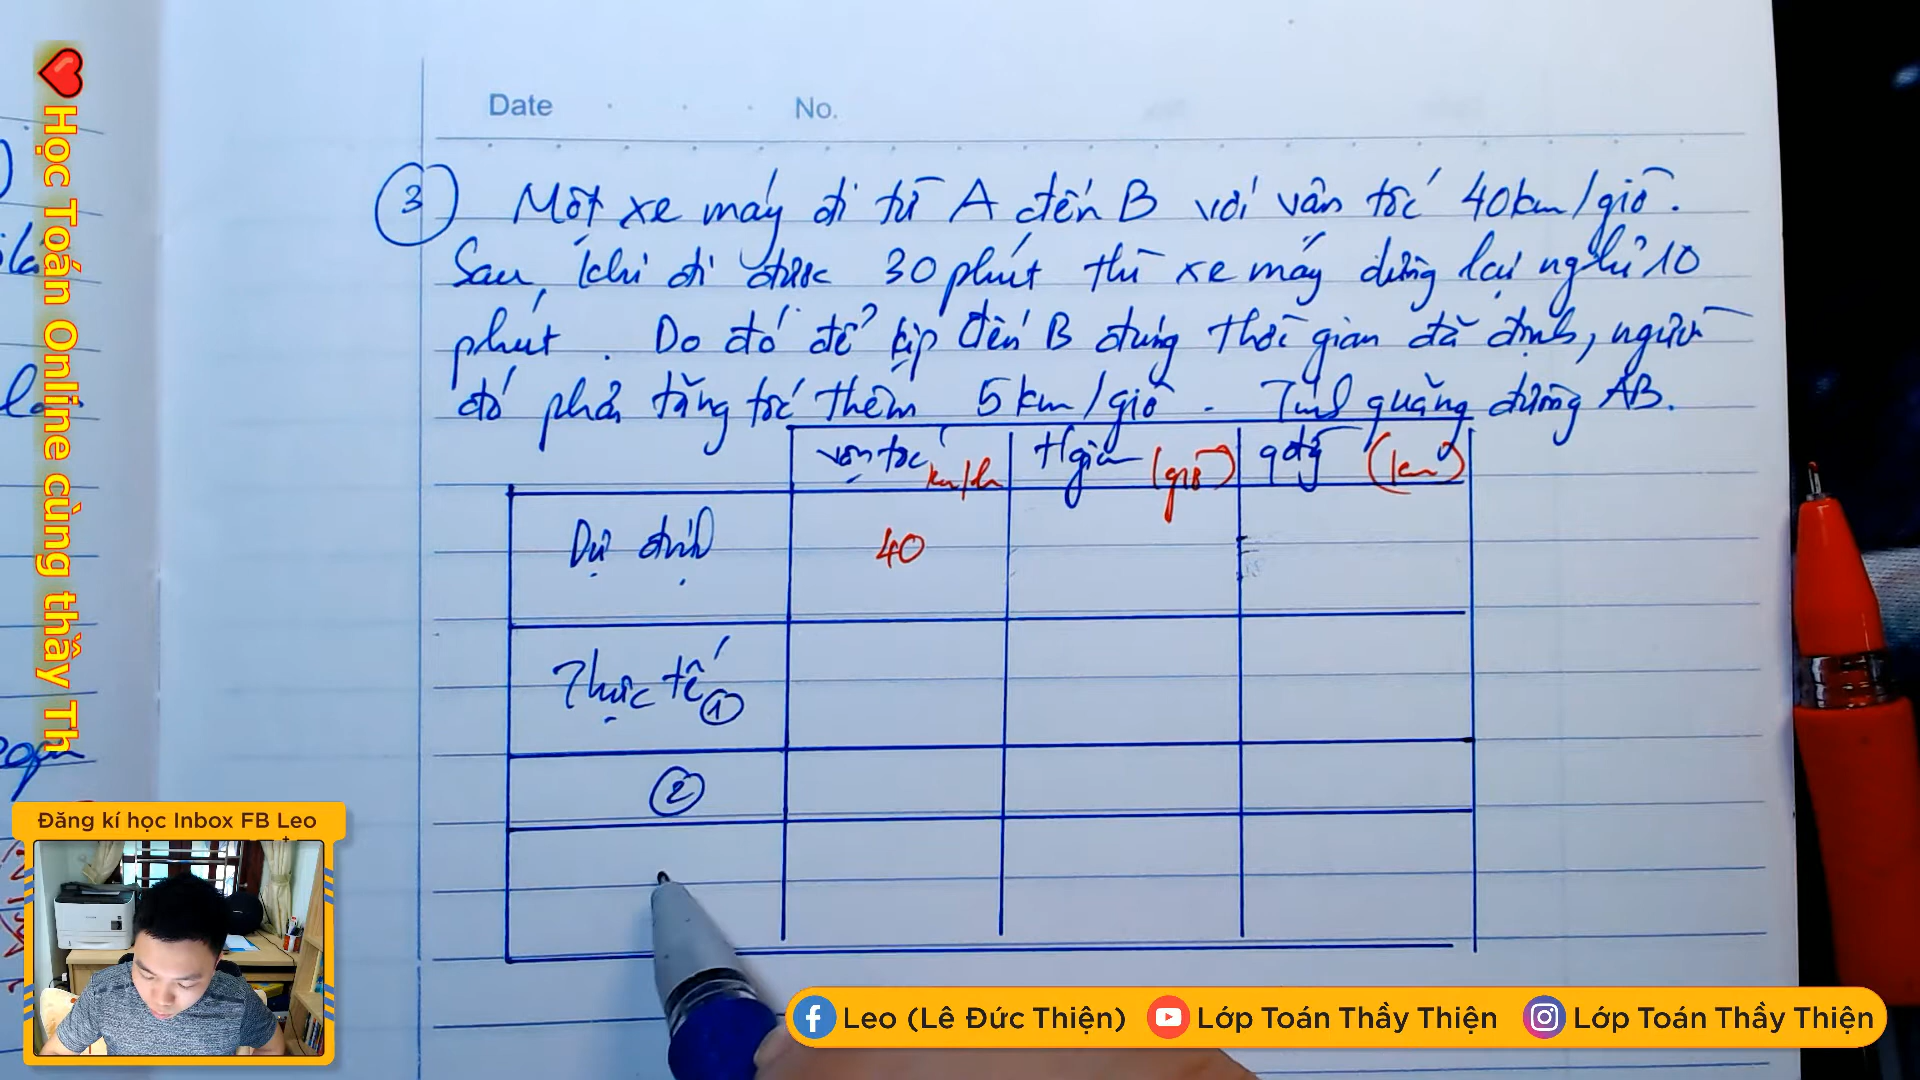 ❤️Học Toán Online cùng thầy Th
Date No.
③ Một xe máy đi từ A đến B với vận tốc 40km/giờ.
Sau khi đi được 30 phút thì xe máy dừng lại nghỉ 10
phút. Do đó để kịp đến B đúng thời gian đã định, người
đó phải tăng tốc thêm 5km/giờ. Tính quãng đường AB.
vận tốc km/h tgian (giờ) qđg (km)
Dự định 40
Thực tế ①
②
Đăng kí học Inbox FB Leo
Leo (Lê Đức Thiện) Lớp Toán Thầy Thiện Lớp Toán Thầy Thiện